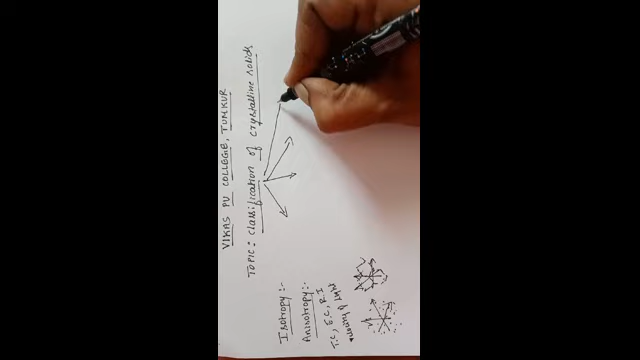 VIKAS PU COLLEGE, TUMKUR
TOPIC: Classification of Crystalline solids
Isotropy :-
Anisotropy :-
T.C, E.C, R.I